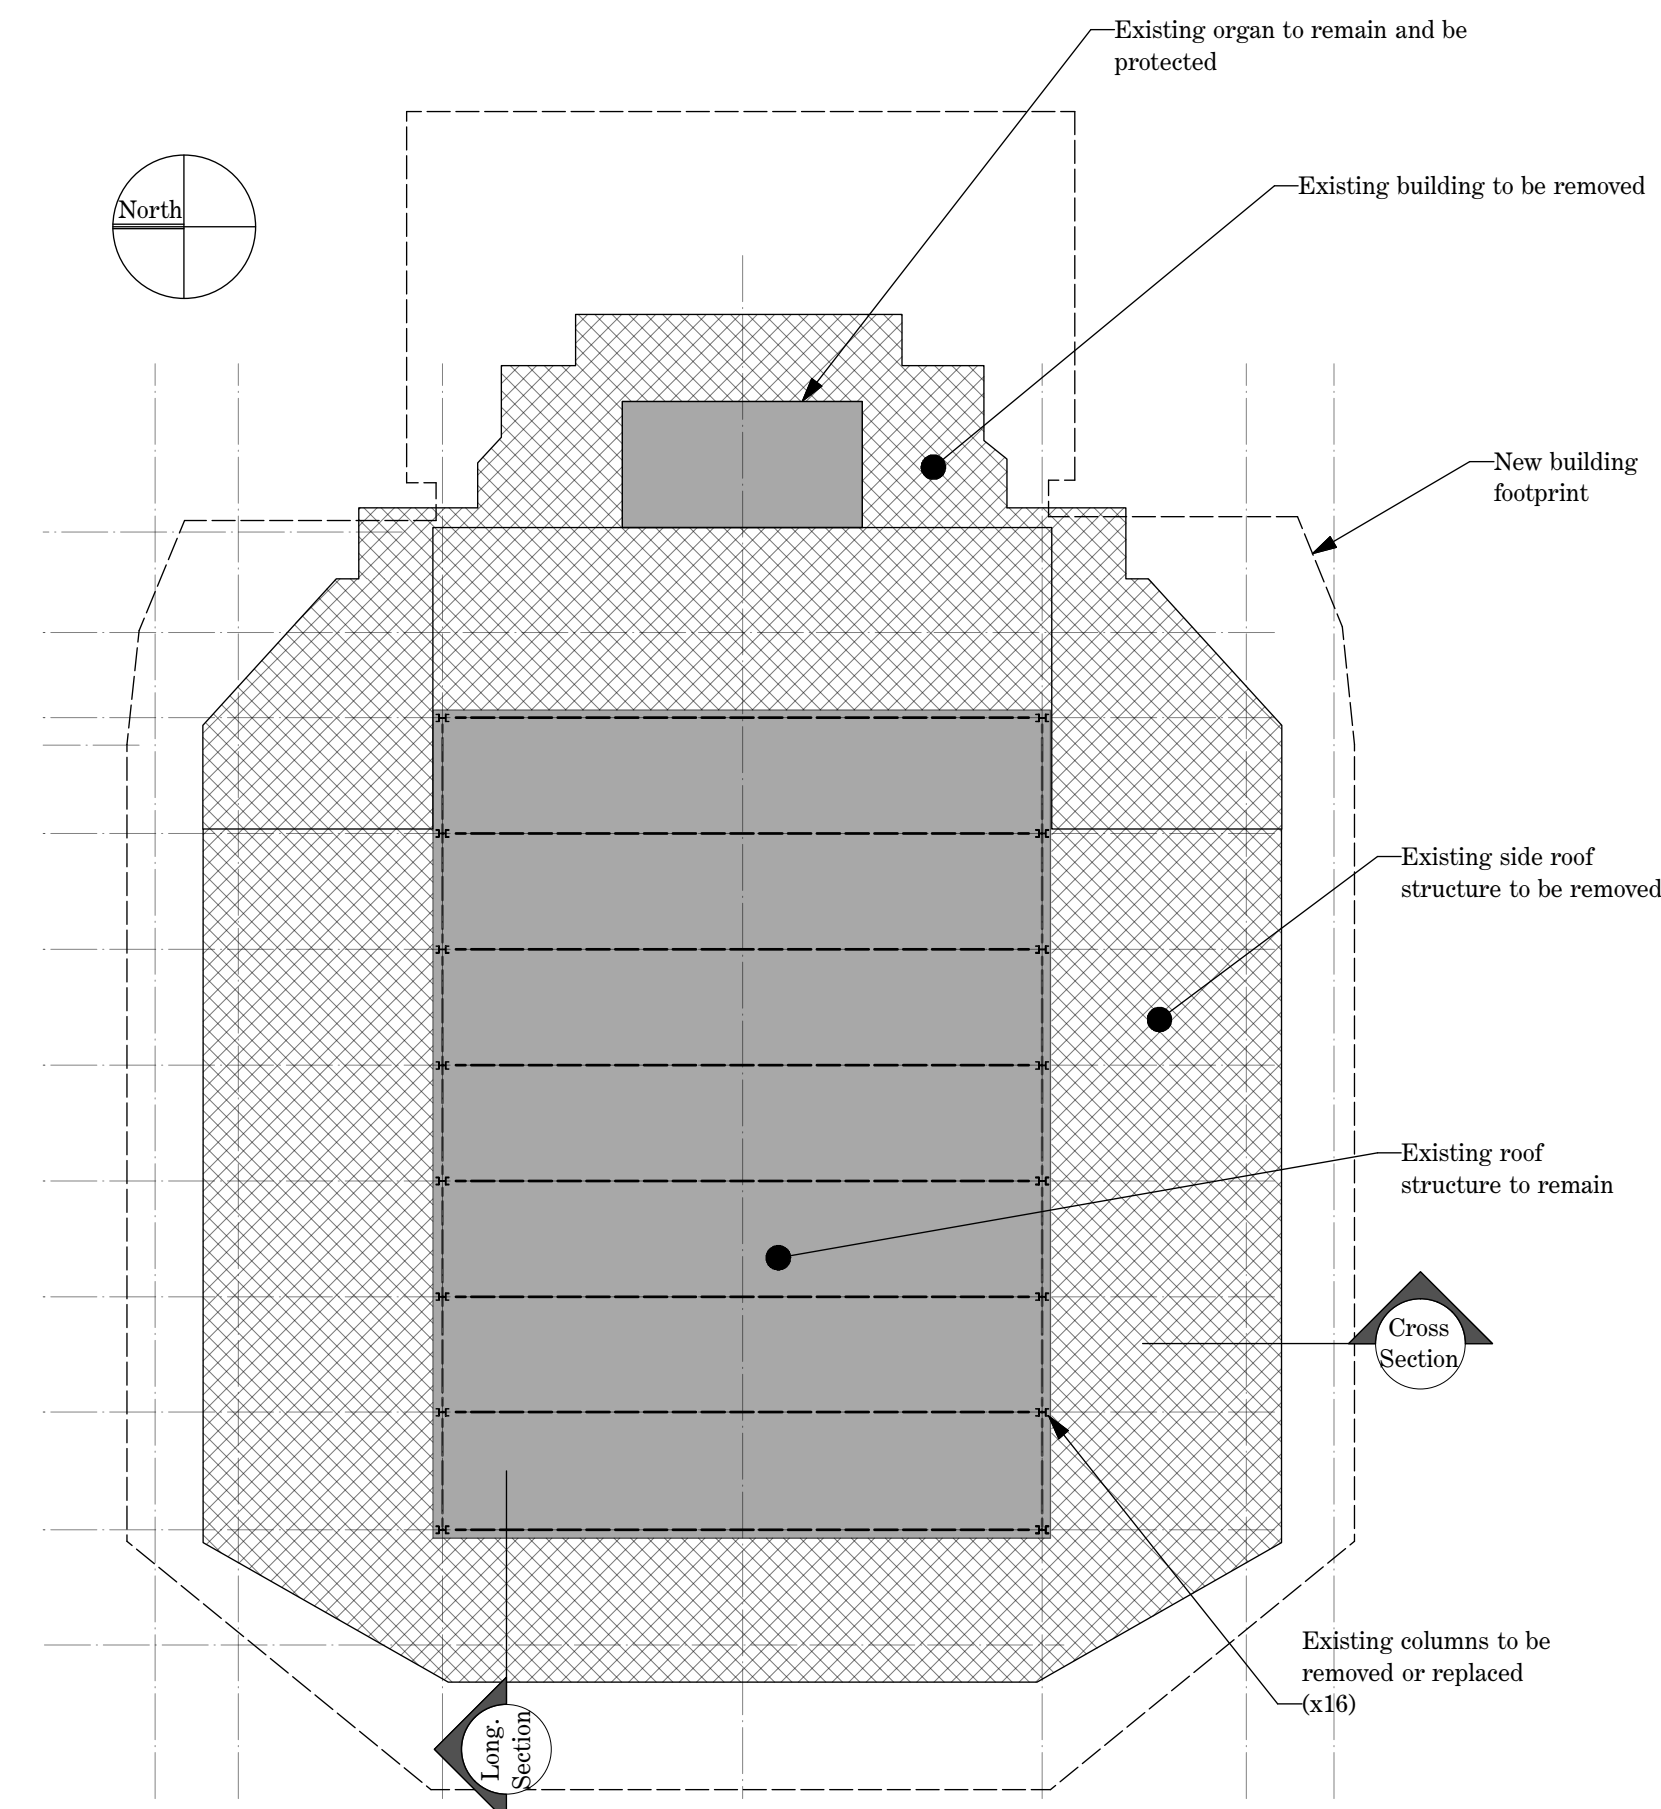 Existing organ to remain and be
protected
Existing building to be removed
North
New building
footprint
Existing side roof
structure to be removed
Existing roof
structure to remain
Cross
Section
Existing columns to be
removed or replaced
(x16)
Long.
Section